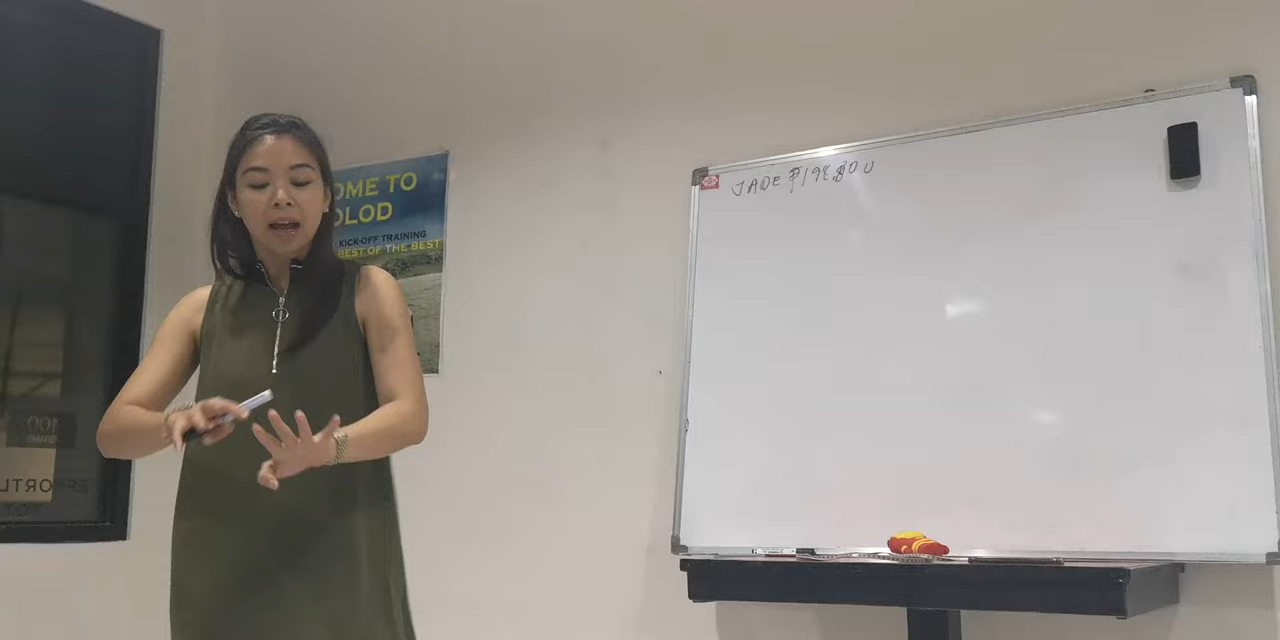 OME TO
OLOD
KICK-OFF TRAINING
BEST OF THE BEST
JADE ₱198,800